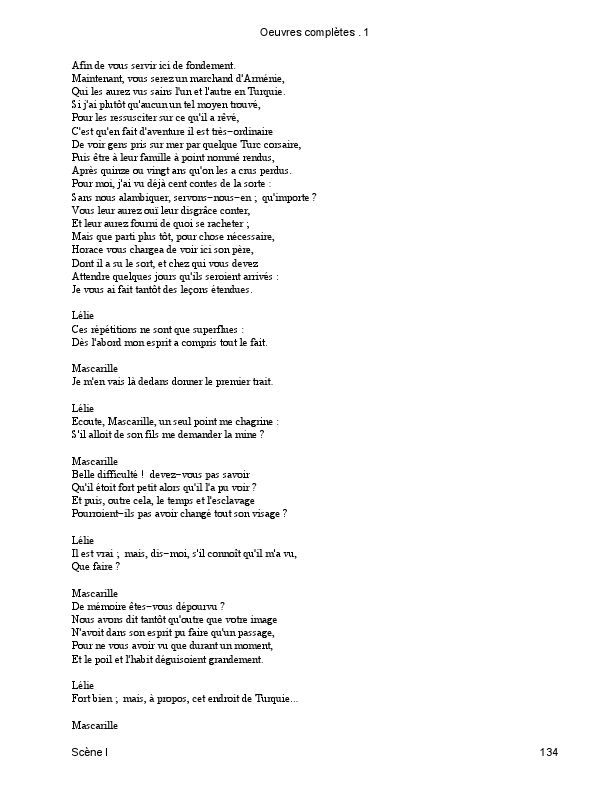 Oeuvres complètes . 1
Afin de vous servir ici de fondement.
Maintenant, vous serez un marchand d'Arménie,
Qui les aurez vus sains l'un et l'autre en Turquie.
Si j'ai plutôt qu'aucun un tel moyen trouvé,
Pour les ressusciter sur ce qu'il a rêvé,
C'est qu'en fait d'aventure il est très−ordinaire
De voir gens pris sur mer par quelque Turc corsaire,
Puis être à leur famille à point nommé rendus,
Après quinze ou vingt ans qu'on les a crus perdus.
Pour moi, j'ai vu déjà cent contes de la sorte :
Sans nous alambiquer, servons−nous−en ; qu'importe ?
Vous leur aurez ouï leur disgrâce conter,
Et leur aurez fourni de quoi se racheter ;
Mais que parti plus tôt, pour chose nécessaire,
Horace vous chargea de voir ici son père,
Dont il a su le sort, et chez qui vous devez
Attendre quelques jours qu'ils seroient arrivés :
Je vous ai fait tantôt des leçons étendues.
Lélie
Ces répétitions ne sont que superflues :
Dès l'abord mon esprit a compris tout le fait.
Mascarille
Je m'en vais là dedans donner le premier trait.
Lélie
Ecoute, Mascarille, un seul point me chagrine :
S'il alloit de son fils me demander la mine ?
Mascarille
Belle difficulté ! devez−vous pas savoir
Qu'il étoit fort petit alors qu'il l'a pu voir ?
Et puis, outre cela, le temps et l'esclavage
Pourroient−ils pas avoir changé tout son visage ?
Lélie
Il est vrai ; mais, dis−moi, s'il connoît qu'il m'a vu,
Que faire ?
Mascarille
De mémoire êtes−vous dépourvu ?
Nous avons dit tantôt qu'outre que votre image
N'avoit dans son esprit pu faire qu'un passage,
Pour ne vous avoir vu que durant un moment,
Et le poil et l'habit déguisoient grandement.
Lélie
Fort bien ; mais, à propos, cet endroit de Turquie...
Mascarille
Scène I
134